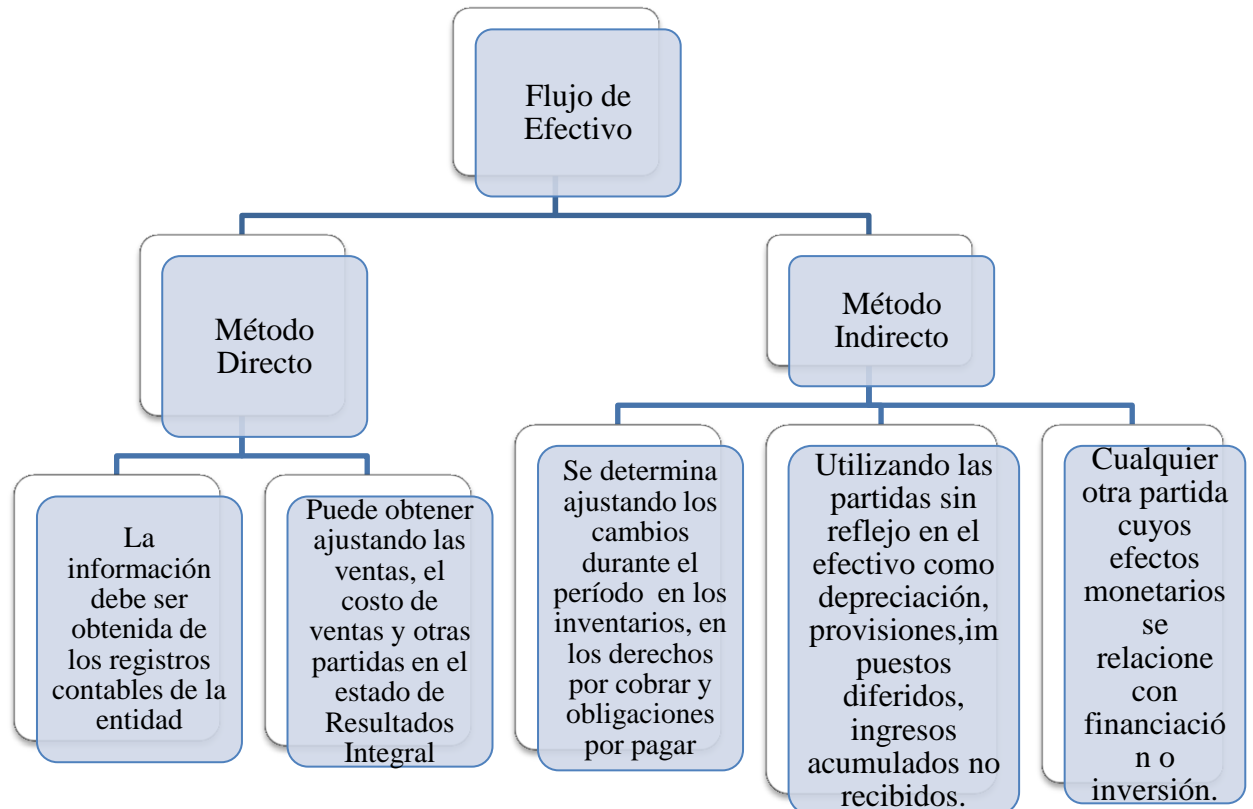 Flujo de
Efectivo
Método
Directo
Método
Indirecto
La
información
debe ser
obtenida de
los registros
contables de la
entidad
Puede obtener
ajustando las
ventas, el
costo de
ventas y otras
partidas en el
estado de
Resultados
Integral
Se determina
ajustando los
cambios
durante el
período en los
inventarios, en
los derechos
por cobrar y
obligaciones
por pagar
Utilizando las
partidas sin
reflejo en el
efectivo como
depreciación,
provisiones,im
puestos
diferidos,
ingresos
acumulados no
recibidos.
Cualquier
otra partida
cuyos
efectos
monetarios
se
relacione
con
financiació
n o
inversión.